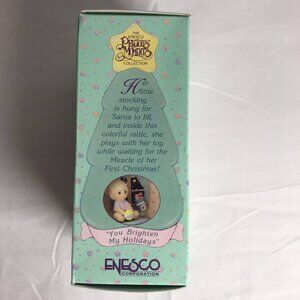 THE
ENESCO
PRECIOUS
MOMENTS
COLLECTION
Her
little
stocking
is hung for
Santa to fill,
and inside this
colorful rattle, she
plays with her toy
while waiting for the
Miracle of her
First Christmas!
"You Brighten
My Holidays"
ENESCO
CORPORATION